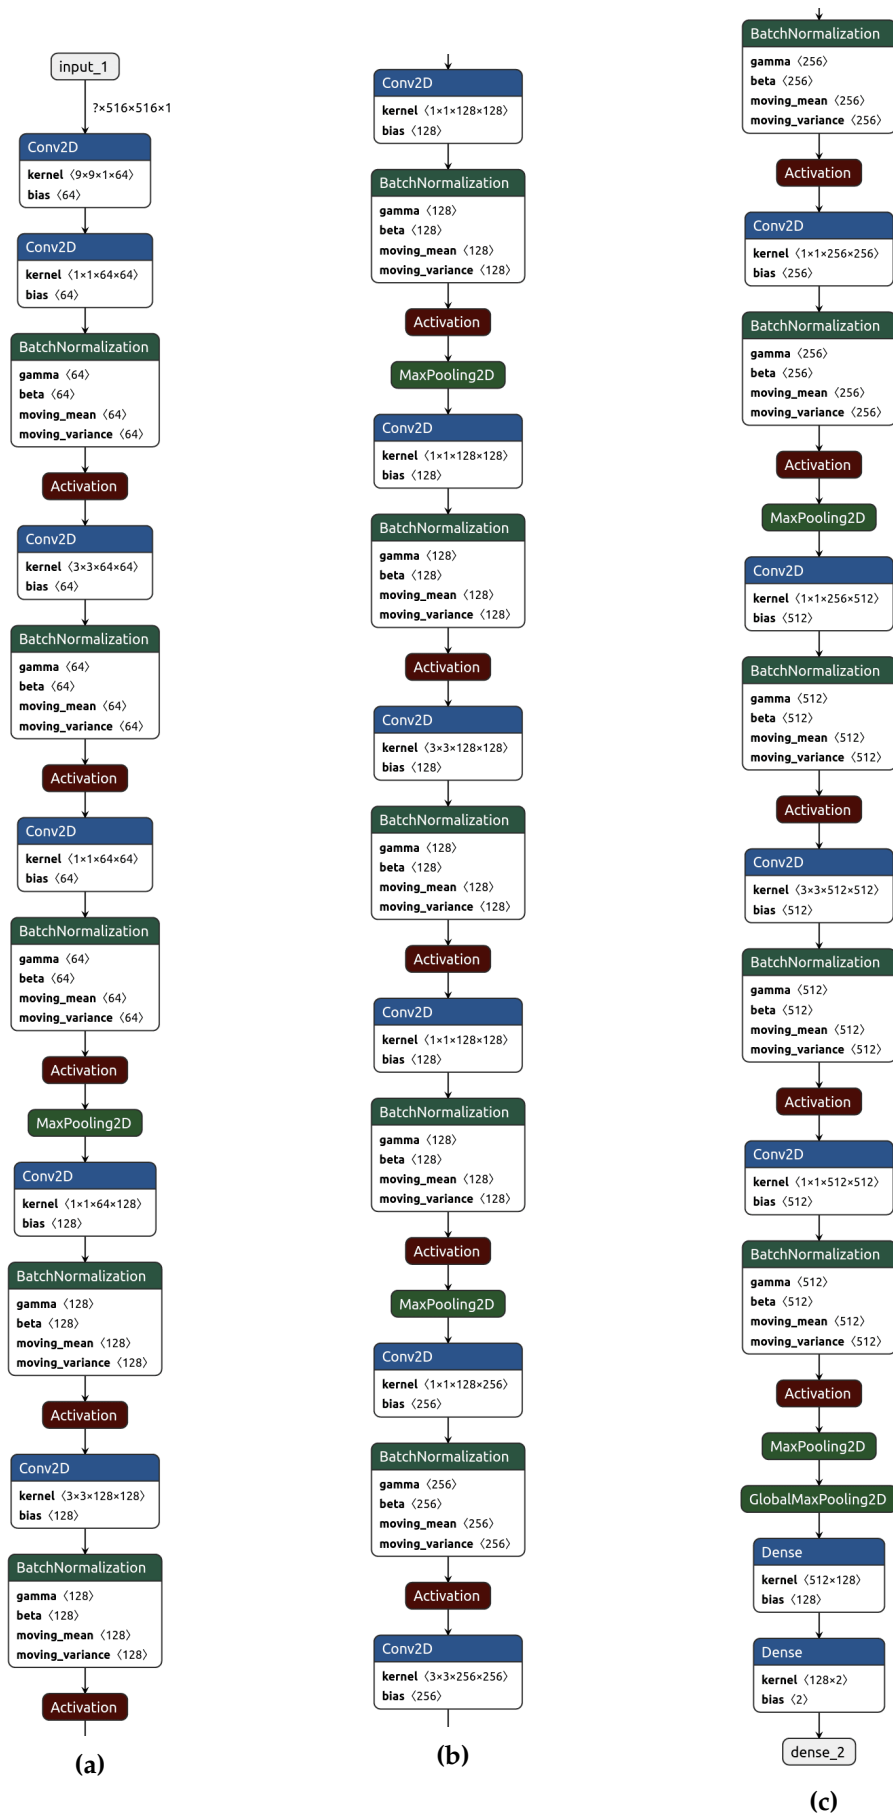 input_1
?×516×516×1
Conv2D
kernel 〈9×9×1×64〉
bias 〈64〉
Conv2D
kernel 〈1×1×64×64〉
bias 〈64〉
BatchNormalization
gamma 〈64〉
beta 〈64〉
moving_mean 〈64〉
moving_variance 〈64〉
Activation
Conv2D
kernel 〈3×3×64×64〉
bias 〈64〉
BatchNormalization
gamma 〈64〉
beta 〈64〉
moving_mean 〈64〉
moving_variance 〈64〉
Activation
Conv2D
kernel 〈1×1×64×64〉
bias 〈64〉
BatchNormalization
gamma 〈64〉
beta 〈64〉
moving_mean 〈64〉
moving_variance 〈64〉
Activation
MaxPooling2D
Conv2D
kernel 〈1×1×64×128〉
bias 〈128〉
BatchNormalization
gamma 〈128〉
beta 〈128〉
moving_mean 〈128〉
moving_variance 〈128〉
Activation
Conv2D
kernel 〈3×3×128×128〉
bias 〈128〉
BatchNormalization
gamma 〈128〉
beta 〈128〉
moving_mean 〈128〉
moving_variance 〈128〉
Activation
(a)
Conv2D
kernel 〈1×1×128×128〉
bias 〈128〉
BatchNormalization
gamma 〈128〉
beta 〈128〉
moving_mean 〈128〉
moving_variance 〈128〉
Activation
MaxPooling2D
Conv2D
kernel 〈1×1×128×128〉
bias 〈128〉
BatchNormalization
gamma 〈128〉
beta 〈128〉
moving_mean 〈128〉
moving_variance 〈128〉
Activation
Conv2D
kernel 〈3×3×128×128〉
bias 〈128〉
BatchNormalization
gamma 〈128〉
beta 〈128〉
moving_mean 〈128〉
moving_variance 〈128〉
Activation
Conv2D
kernel 〈1×1×128×128〉
bias 〈128〉
BatchNormalization
gamma 〈128〉
beta 〈128〉
moving_mean 〈128〉
moving_variance 〈128〉
Activation
MaxPooling2D
Conv2D
kernel 〈1×1×128×256〉
bias 〈256〉
BatchNormalization
gamma 〈256〉
beta 〈256〉
moving_mean 〈256〉
moving_variance 〈256〉
Activation
Conv2D
kernel 〈3×3×256×256〉
bias 〈256〉
(b)
BatchNormalization
gamma 〈256〉
beta 〈256〉
moving_mean 〈256〉
moving_variance 〈256〉
Activation
Conv2D
kernel 〈1×1×256×256〉
bias 〈256〉
BatchNormalization
gamma 〈256〉
beta 〈256〉
moving_mean 〈256〉
moving_variance 〈256〉
Activation
MaxPooling2D
Conv2D
kernel 〈1×1×256×512〉
bias 〈512〉
BatchNormalization
gamma 〈512〉
beta 〈512〉
moving_mean 〈512〉
moving_variance 〈512〉
Activation
Conv2D
kernel 〈3×3×512×512〉
bias 〈512〉
BatchNormalization
gamma 〈512〉
beta 〈512〉
moving_mean 〈512〉
moving_variance 〈512〉
Activation
Conv2D
kernel 〈1×1×512×512〉
bias 〈512〉
BatchNormalization
gamma 〈512〉
beta 〈512〉
moving_mean 〈512〉
moving_variance 〈512〉
Activation
MaxPooling2D
GlobalMaxPooling2D
Dense
kernel 〈512×128〉
bias 〈128〉
Dense
kernel 〈128×2〉
bias 〈2〉
dense_2
(c)